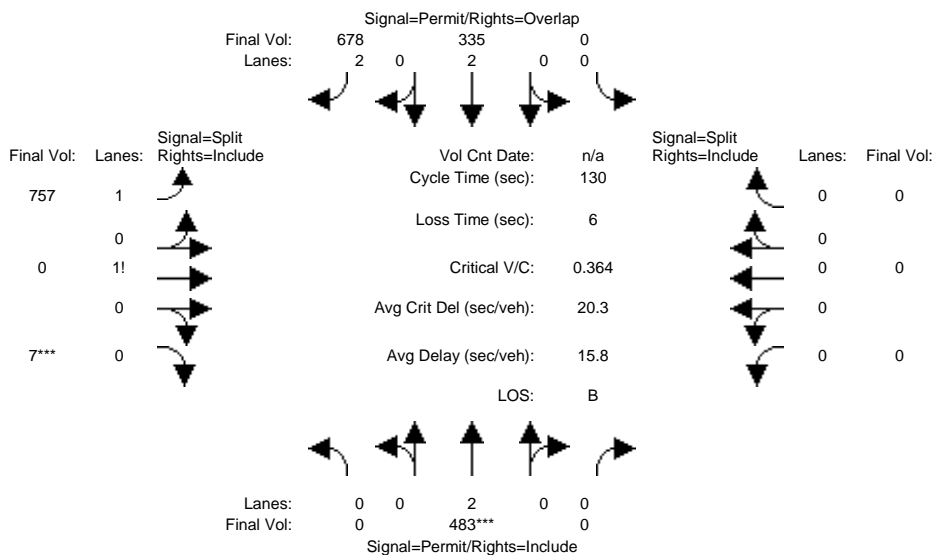 Signal=Permit/Rights=Overlap
Final Vol: 678 335 0
Lanes: 2 0 2 0 0
Signal=Split
Final Vol: Lanes: Rights=Include
Vol Cnt Date: n/a
Signal=Split
Rights=Include Lanes: Final Vol:
Cycle Time (sec): 130
757 1
0 0
Loss Time (sec): 6
0
0
0 1!
Critical V/C: 0.364
0 0
0
Avg Crit Del (sec/veh): 20.3
0
7*** 0
Avg Delay (sec/veh): 15.8
0 0
LOS: B
Lanes: 0 0 2 0 0
Final Vol: 0 483*** 0
Signal=Permit/Rights=Include